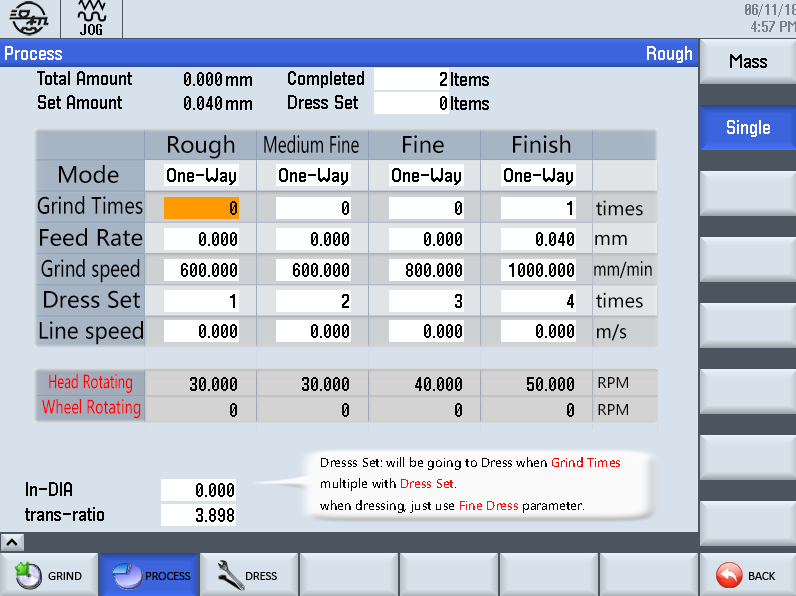 JOG
06/11/18
4:57 PM
Process Rough
Mass
Total Amount 0.000 mm Completed 2 Items
Set Amount 0.040 mm Dress Set 0 Items
Single
Rough Medium Fine Fine Finish
Mode One-Way One-Way One-Way One-Way
Grind Times 0 0 0 1 times
Feed Rate 0.000 0.000 0.000 0.040 mm
Grind speed 600.000 600.000 800.000 1000.000 mm/min
Dress Set 1 2 3 4 times
Line speed 0.000 0.000 0.000 0.000 m/s
Head Rotating 30.000 30.000 40.000 50.000 RPM
Wheel Rotating 0 0 0 0 RPM
Dresss Set: will be going to Dress when Grind Times
multiple with Dress Set.
when dressing, just use Fine Dress parameter.
In-DIA 0.000
trans-ratio 3.898
GRIND PROCESS DRESS BACK